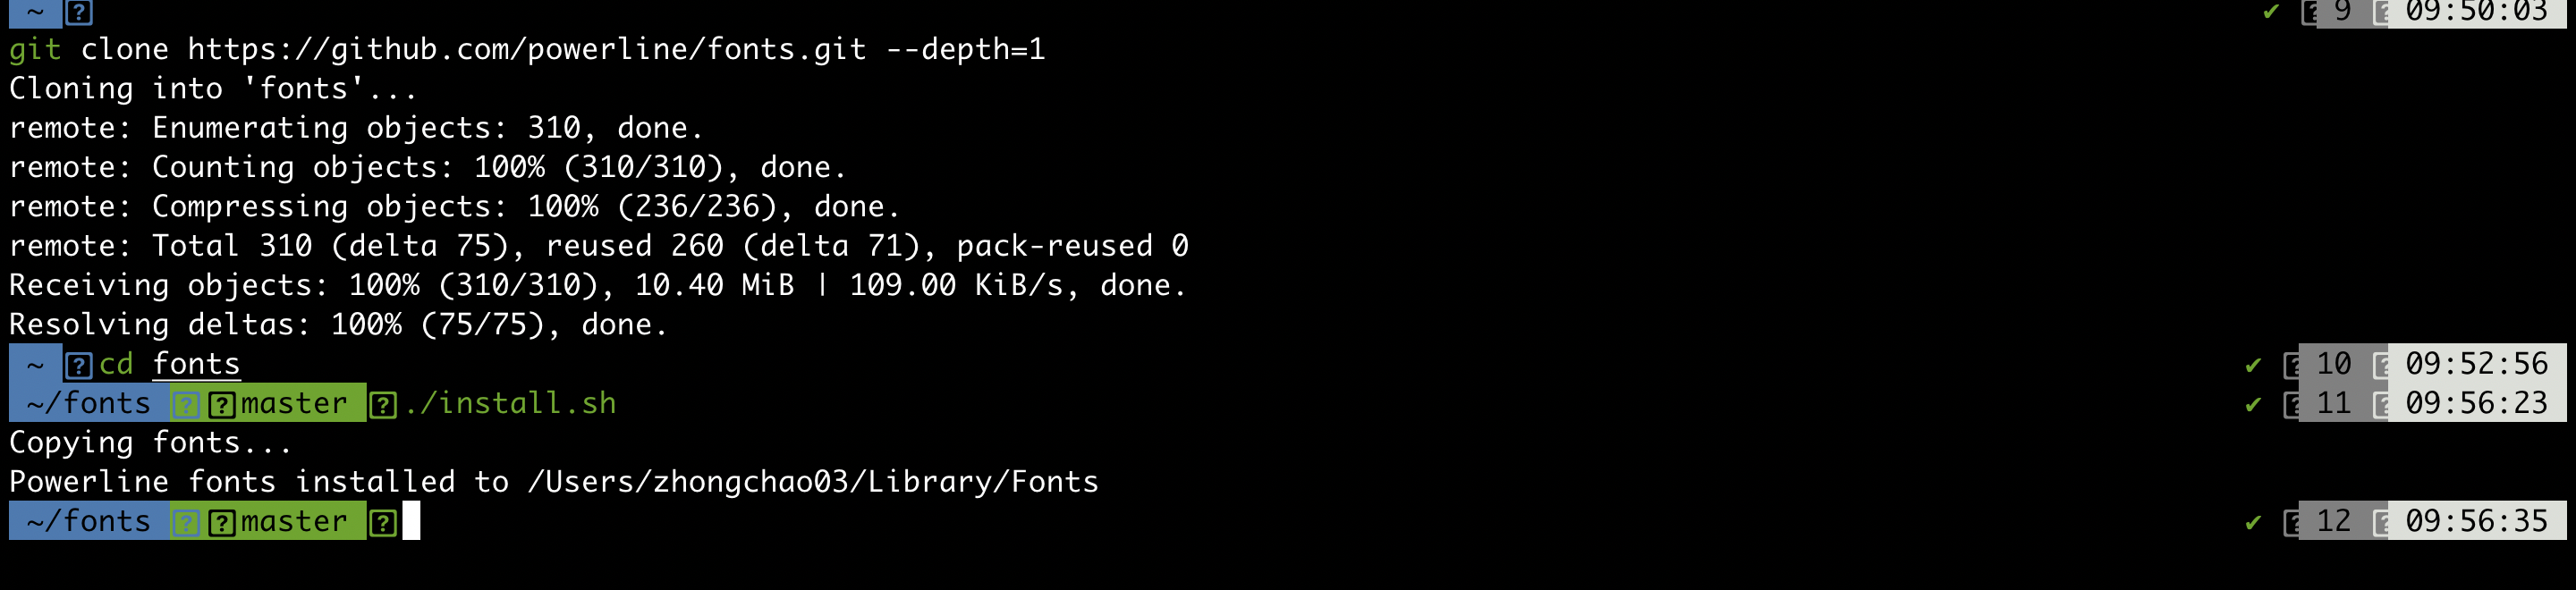 ~ ✔ 9 09:50:03
git clone https://github.com/powerline/fonts.git --depth=1
Cloning into 'fonts'...
remote: Enumerating objects: 310, done.
remote: Counting objects: 100% (310/310), done.
remote: Compressing objects: 100% (236/236), done.
remote: Total 310 (delta 75), reused 260 (delta 71), pack-reused 0
Receiving objects: 100% (310/310), 10.40 MiB | 109.00 KiB/s, done.
Resolving deltas: 100% (75/75), done.
~ cd fonts ✔ 10 09:52:56
~/fonts master ./install.sh ✔ 11 09:56:23
Copying fonts...
Powerline fonts installed to /Users/zhongchao03/Library/Fonts
~/fonts master ✔ 12 09:56:35